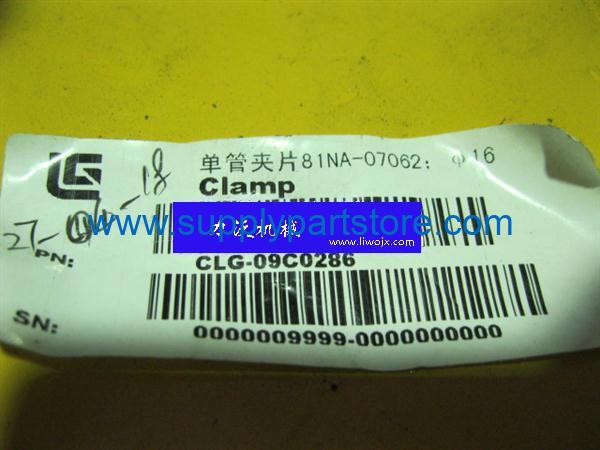 单管夹片81NA-07062: Φ16
Clamp
www.supplypartstore.com
www.liwojx.com
PN:
CLG-09C0286
SN:
0000009999-0000000000